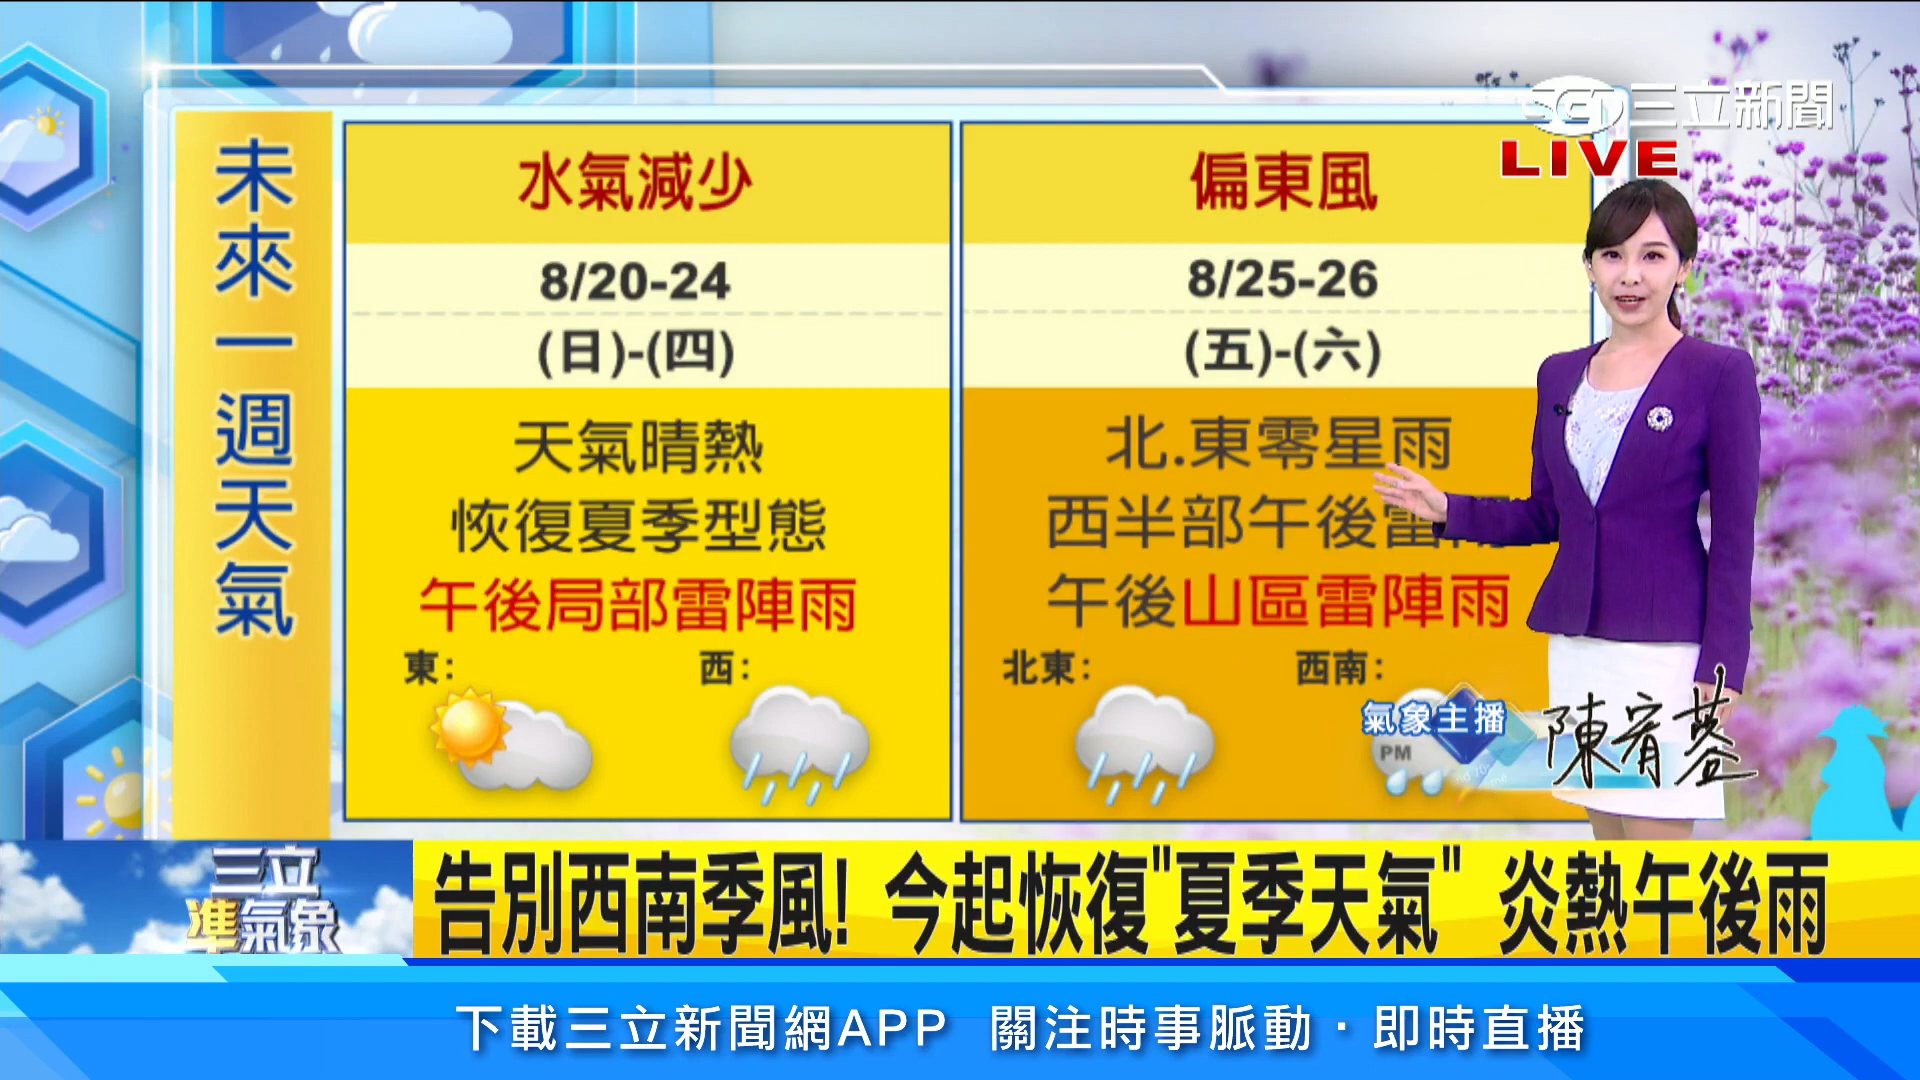 SET三立新聞
LIVE
未來一週天氣
水氣減少
8/20-24
(日)-(四)
天氣晴熱
恢復夏季型態
午後局部雷陣雨
東:
西:
偏東風
8/25-26
(五)-(六)
北.東零星雨
西半部午後雷
午後山區雷陣雨
北東:
西南:
PM
氣象主播
陳宥蓉
三立
準氣象
告別西南季風! 今起恢復"夏季天氣" 炎熱午後雨
下載三立新聞網APP 關注時事脈動·即時直播